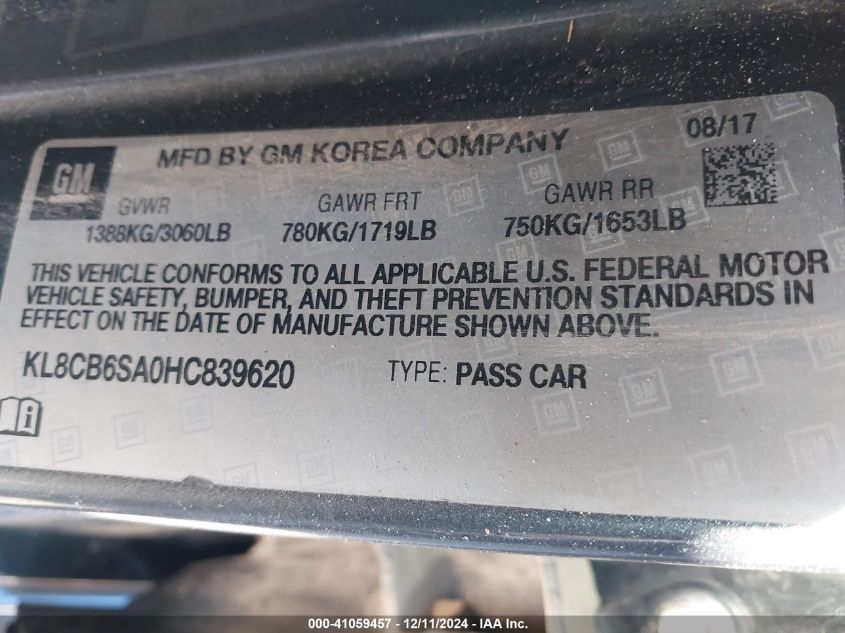 GM
MFD BY GM KOREA COMPANY
08/17
GVWR
GAWR FRT
GAWR RR
1388KG/3060LB
780KG/1719LB
750KG/1653LB
THIS VEHICLE CONFORMS TO ALL APPLICABLE U.S. FEDERAL MOTOR
VEHICLE SAFETY, BUMPER, AND THEFT PREVENTION STANDARDS IN
EFFECT ON THE DATE OF MANUFACTURE SHOWN ABOVE.
KL8CB6SA0HC839620
TYPE: PASS CAR
000-41059457 - 12/11/2024 - IAA Inc.